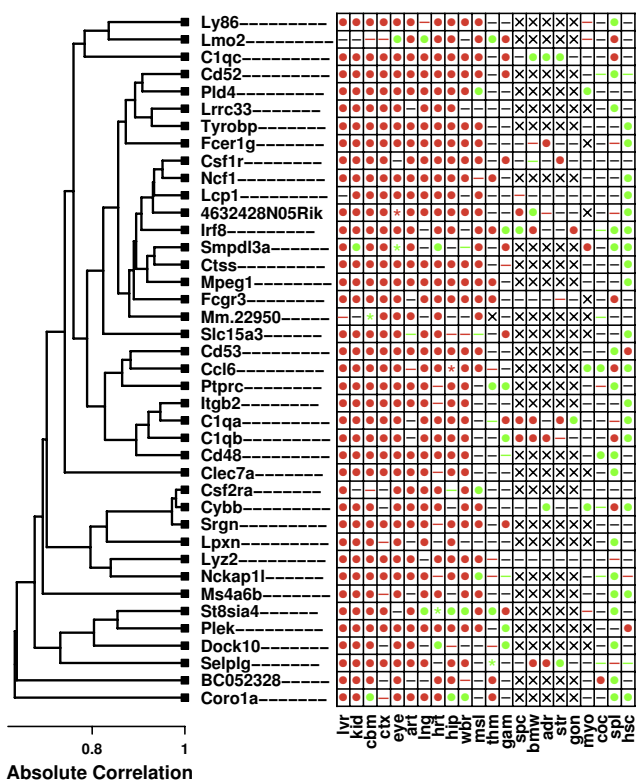 Ly86
Lmo2
C1qc
Cd52
Pld4
Lrrc33
Tyrobp
Fcer1g
Csf1r
Ncf1
Lcp1
4632428N05Rik
Irf8
Smpdl3a
Ctss
Mpeg1
Fcgr3
Mm.22950
Slc15a3
Cd53
Ccl6
Ptprc
Itgb2
C1qa
C1qb
Cd48
Clec7a
Csf2ra
Cybb
Srgn
Lpxn
Lyz2
Nckap1l
Ms4a6b
St8sia4
Plek
Dock10
Selplg
BC052328
Coro1a
lvr kid cbm ctx eye art lng hrt hip wbr msl thm gam spc bmw adr str gon myo coc spl hsc
0.8 1
Absolute Correlation